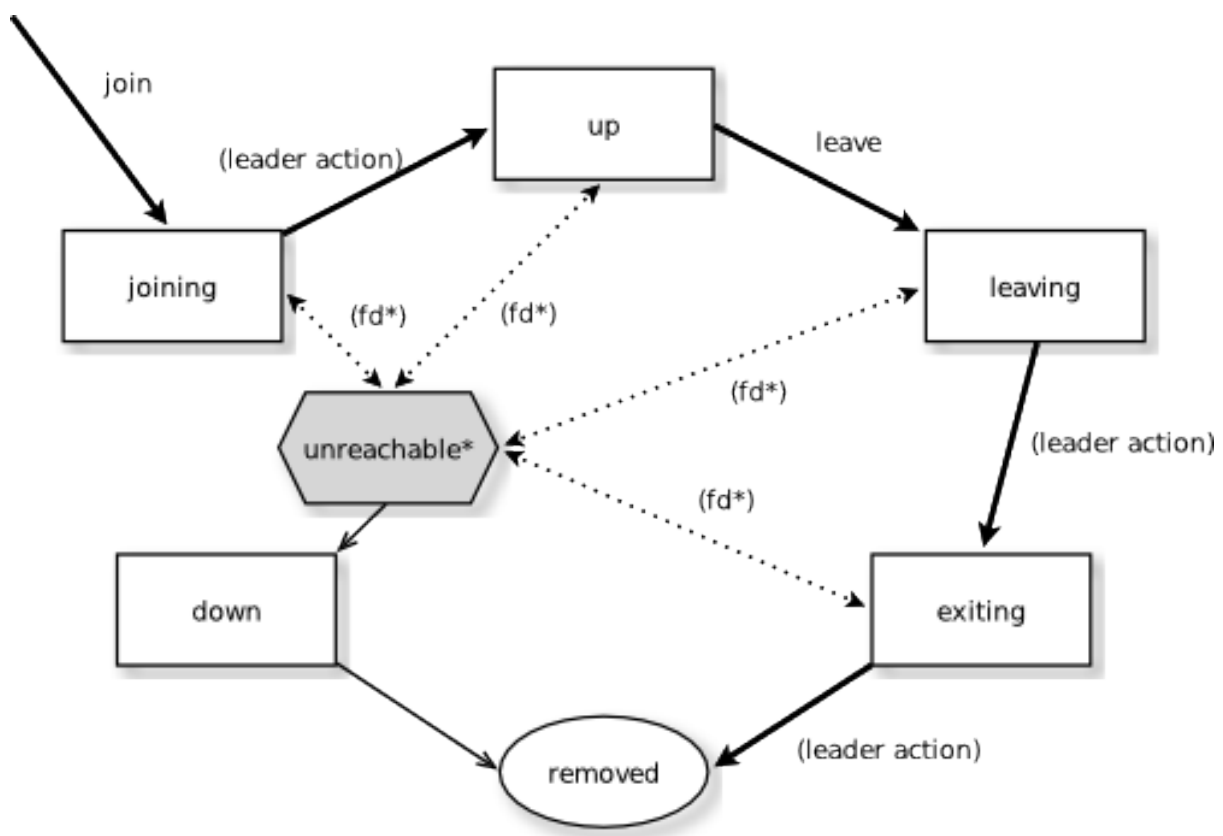 join
up
(leader action)
leave
joining
leaving
(fd*)
(fd*)
(fd*)
(leader action)
unreachable*
(fd*)
down
exiting
(leader action)
removed